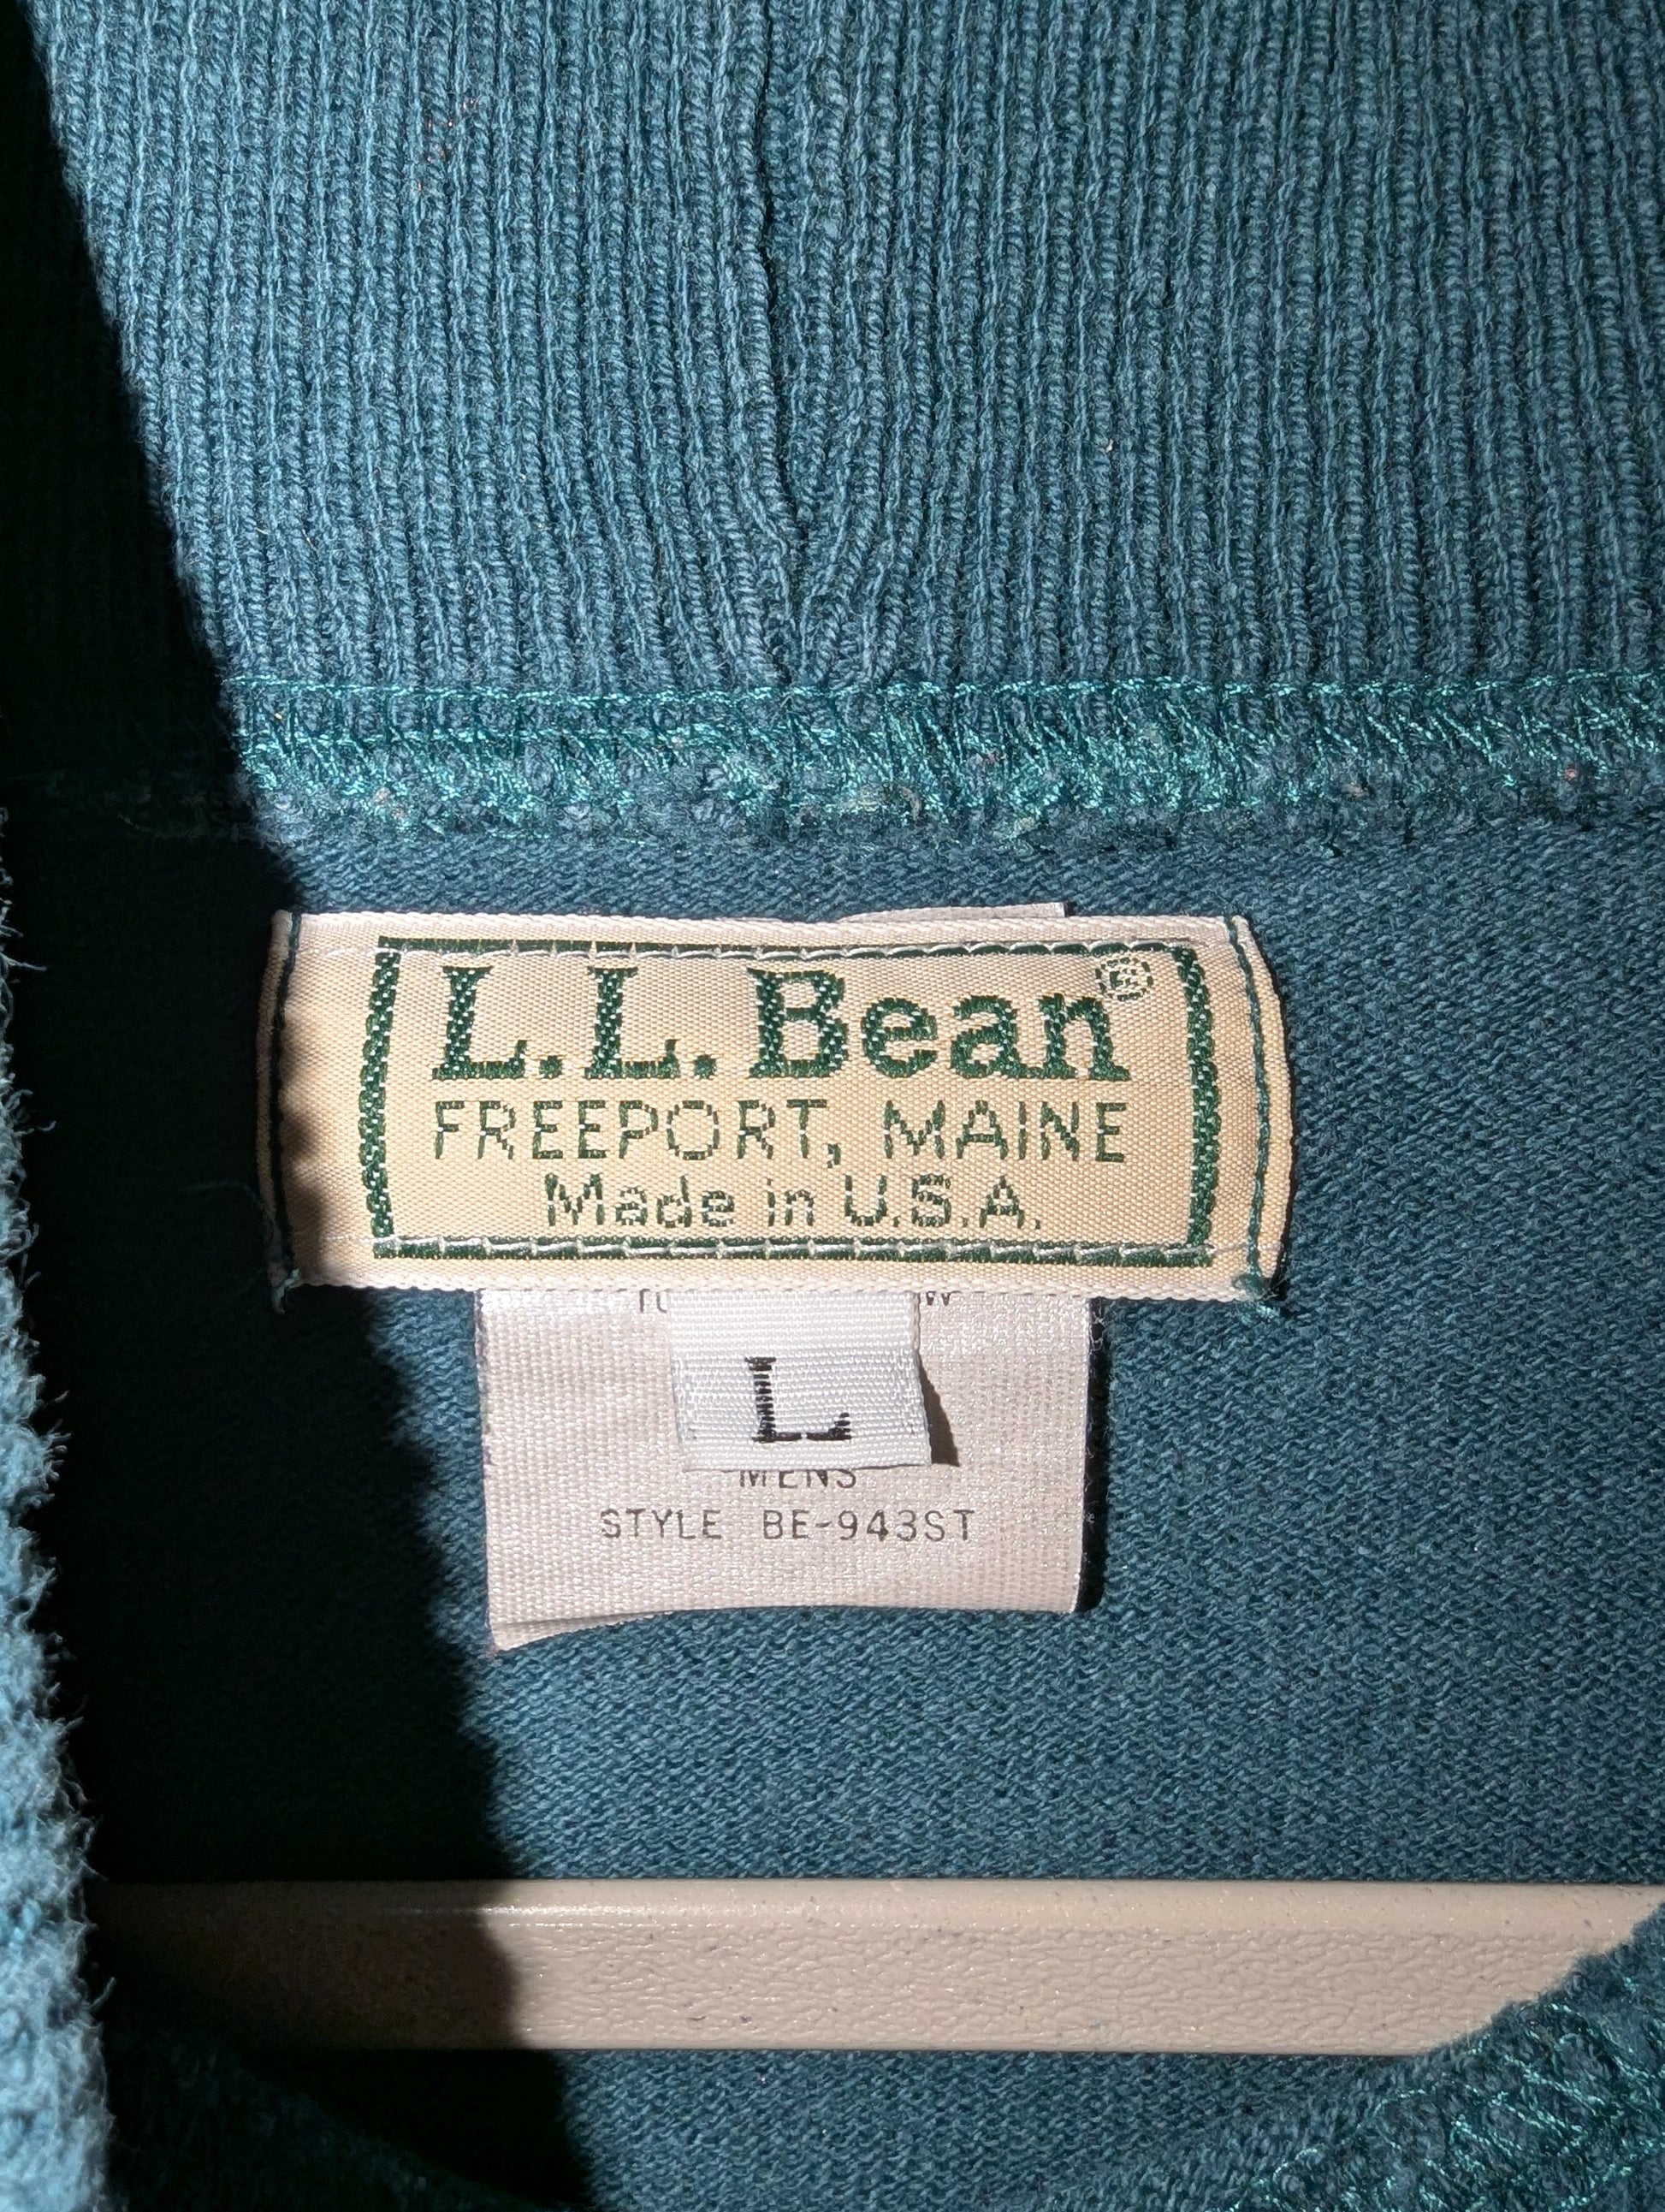 L.L.Bean®
FREEPORT, MAINE
Made in U.S.A.
L
MENS
STYLE BE-943ST